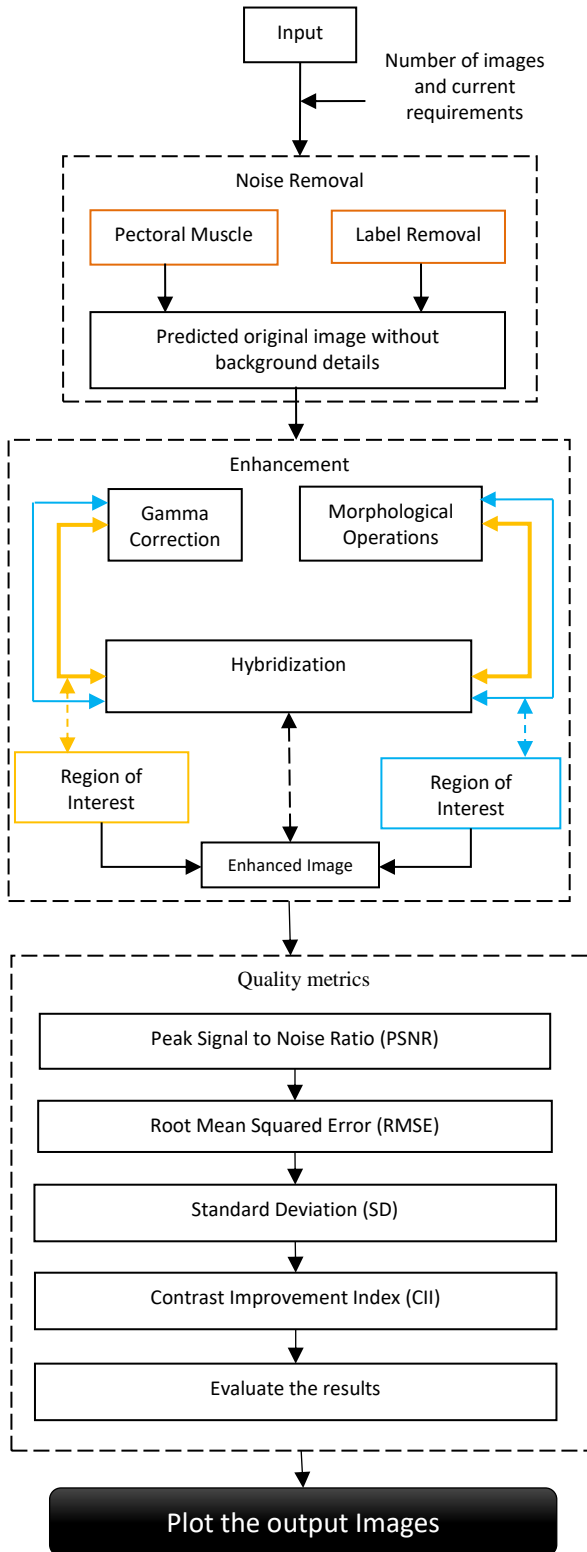 Input
Number of images
and current
requirements
Noise Removal
Pectoral Muscle
Label Removal
Predicted original image without
background details
Enhancement
Gamma
Correction
Morphological
Operations
Hybridization
Region of
Interest
Region of
Interest
Enhanced Image
Quality metrics
Peak Signal to Noise Ratio (PSNR)
Root Mean Squared Error (RMSE)
Standard Deviation (SD)
Contrast Improvement Index (CII)
Evaluate the results
Plot the output Images